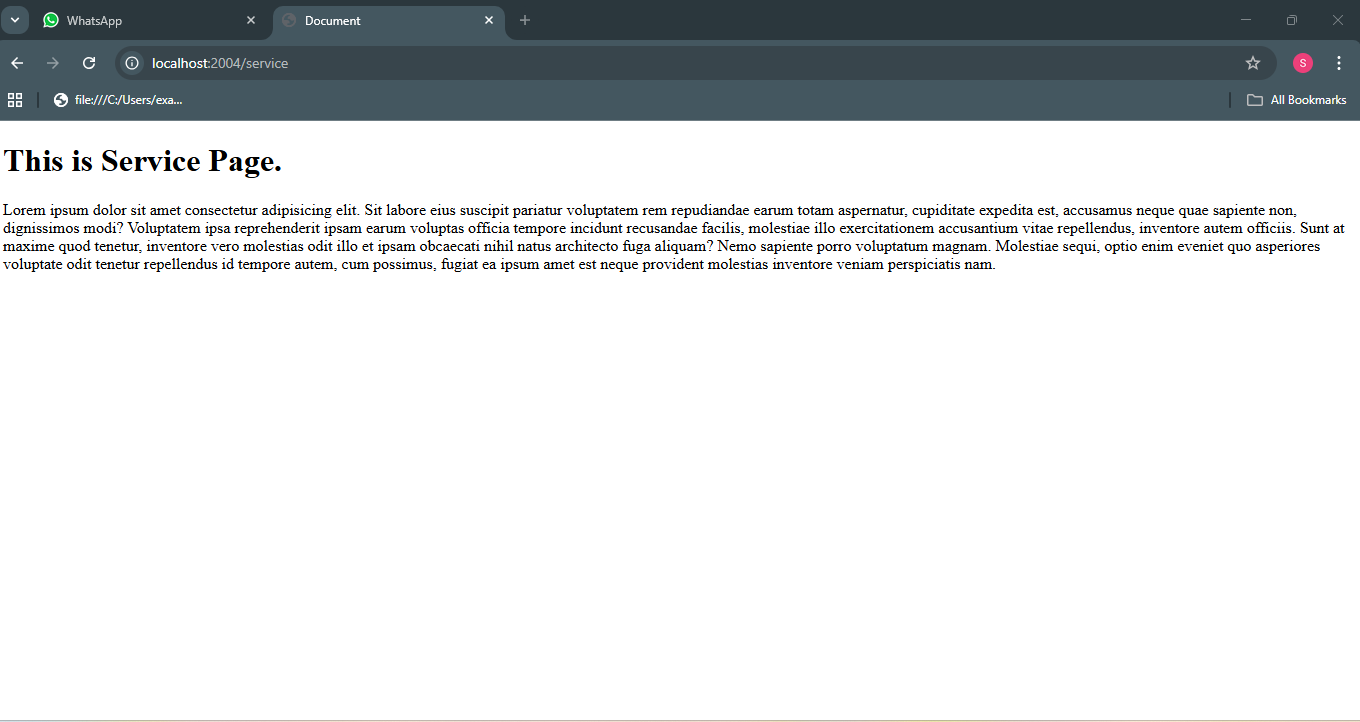 WhatsApp
Document
localhost:2004/service
S
file:///C:/Users/exa...
All Bookmarks
This is Service Page.
Lorem ipsum dolor sit amet consectetur adipisicing elit. Sit labore eius suscipit pariatur voluptatem rem repudiandae earum totam aspernatur, cupiditate expedita est, accusamus neque quae sapiente non,
dignissimos modi? Voluptatem ipsa reprehenderit ipsam earum voluptas officia tempore incidunt recusandae facilis, molestiae illo exercitationem accusantium vitae repellendus, inventore autem officiis. Sunt at
maxime quod tenetur, inventore vero molestias odit illo et ipsam obcaecati nihil natus architecto fuga aliquam? Nemo sapiente porro voluptatum magnam. Molestiae sequi, optio enim eveniet quo asperiores
voluptate odit tenetur repellendus id tempore autem, cum possimus, fugiat ea ipsum amet est neque provident molestias inventore veniam perspiciatis nam.